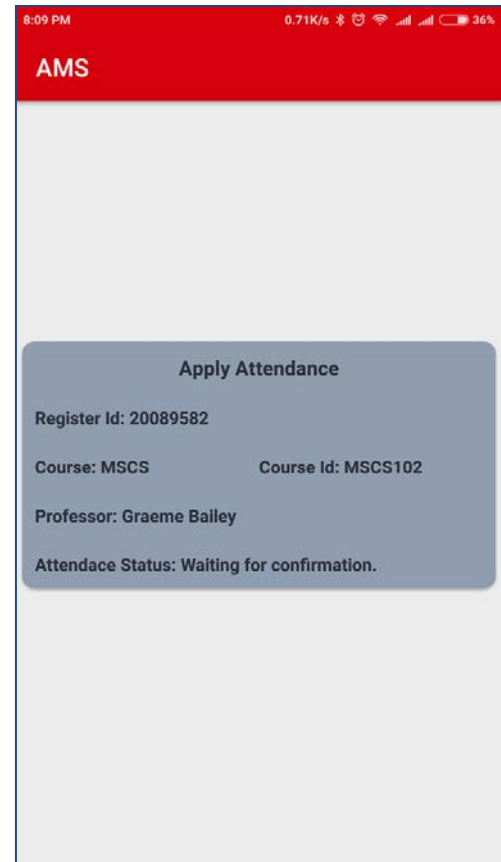 8:09 PM 0.71K/s 36%
AMS
Apply Attendance
Register Id: 20089582
Course: MSCS Course Id: MSCS102
Professor: Graeme Bailey
Attendace Status: Waiting for confirmation.